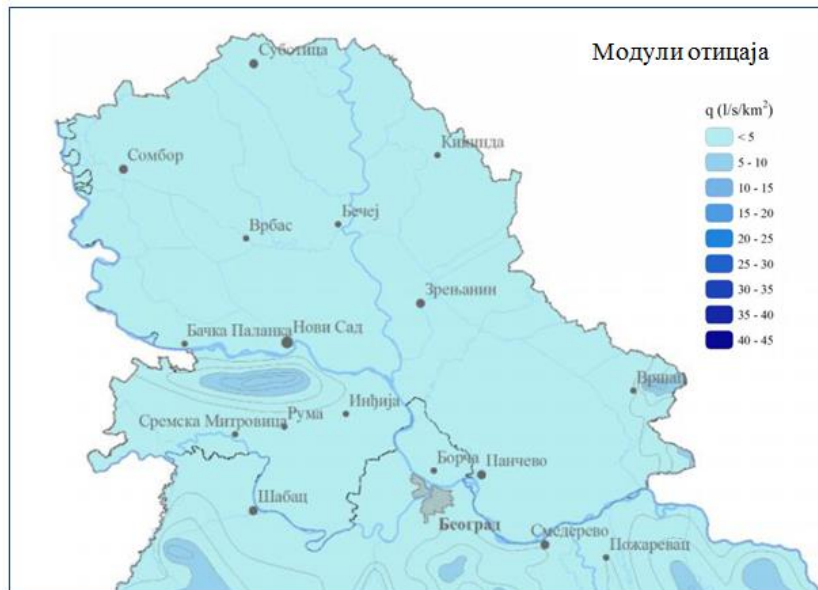 Модули отицаја
q (l/s/km²)
< 5
5 - 10
10 - 15
15 - 20
20 - 25
25 - 30
30 - 35
35 - 40
40 - 45
Суботица
Сомбор
Кикинда
Бечеј
Врбас
Зрењанин
Бачка Паланка
Нови Сад
Вршац
Инђија
Сремска Митровица
Рума
Борча
Панчево
Шабац
Београд
Смедерево
Пожаревац